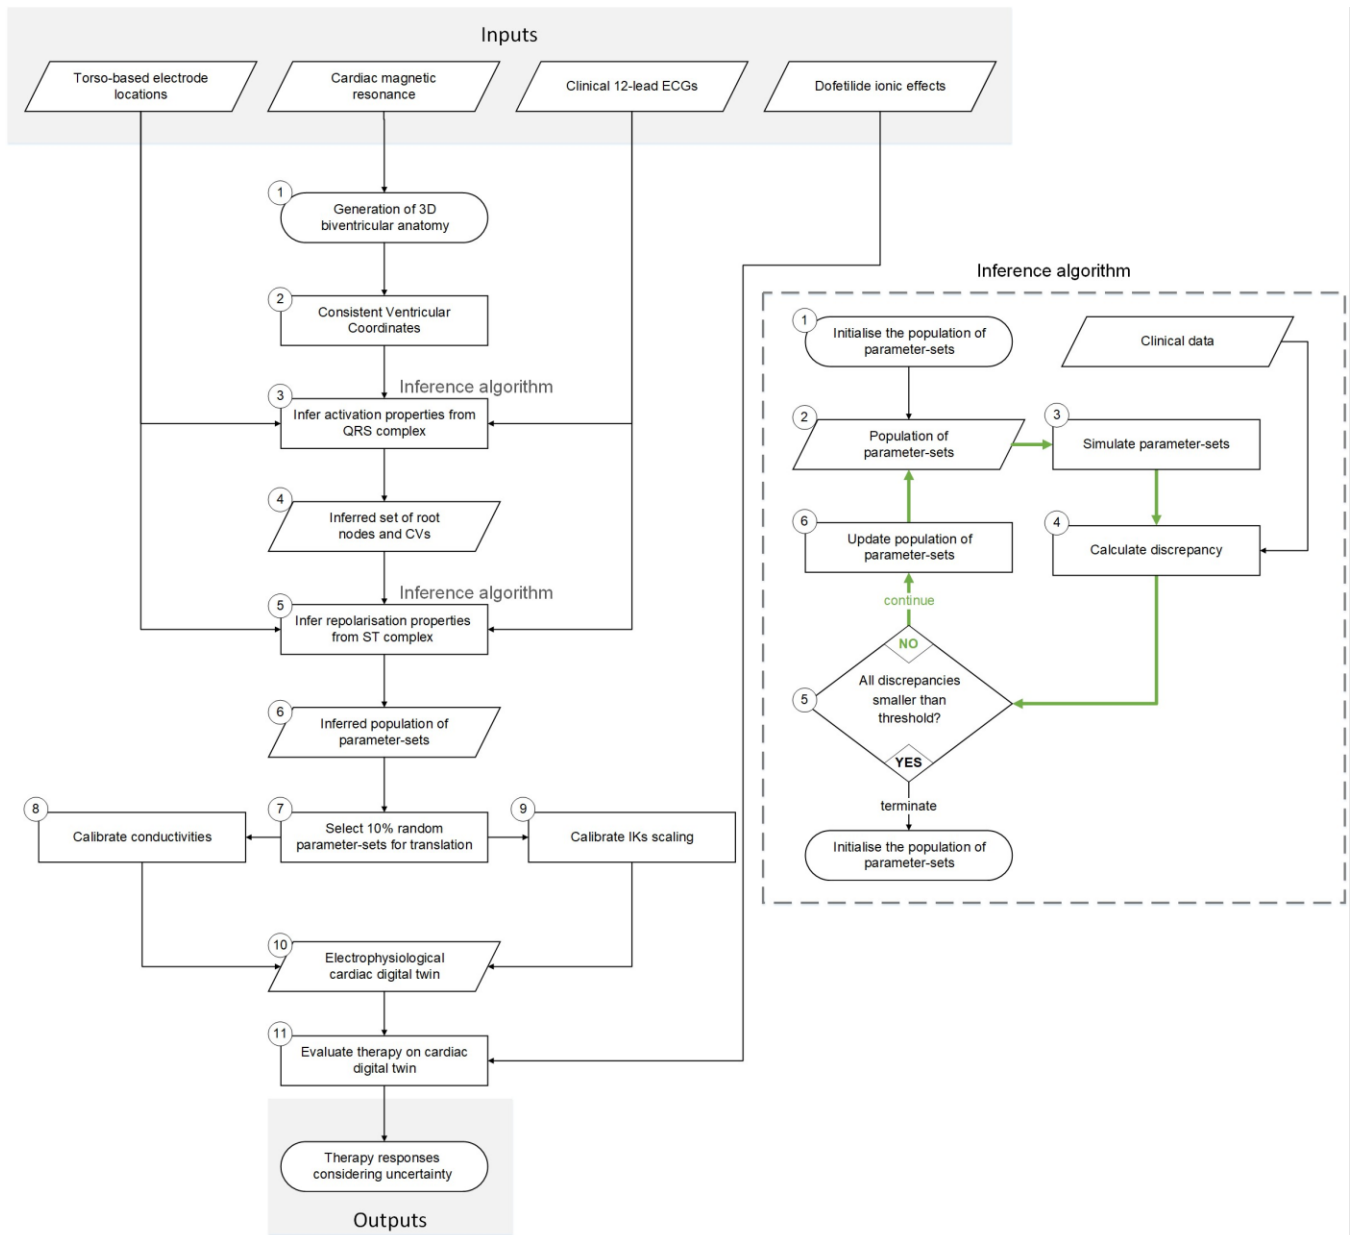 Inputs
Torso-based electrode
locations
Cardiac magnetic
resonance
Clinical 12-lead ECGs
Dofetilide ionic effects
1
Generation of 3D
biventricular anatomy
2
Consistent Ventricular
Coordinates
Inference algorithm
3
Infer activation properties from
QRS complex
4
Inferred set of root
nodes and CVs
Inference algorithm
5
Infer repolarisation properties
from ST complex
6
Inferred population of
parameter-sets
8
Calibrate conductivities
7
Select 10% random
parameter-sets for translation
9
Calibrate IKs scaling
10
Electrophysiological
cardiac digital twin
11
Evaluate therapy on cardiac
digital twin
Therapy responses
considering uncertainty
Outputs
Inference algorithm
1
Initialise the population of
parameter-sets
Clinical data
2
Population of
parameter-sets
3
Simulate parameter-sets
6
Update population of
parameter-sets
4
Calculate discrepancy
continue
NO
5
All discrepancies
smaller than
threshold?
YES
terminate
Initialise the population of
parameter-sets